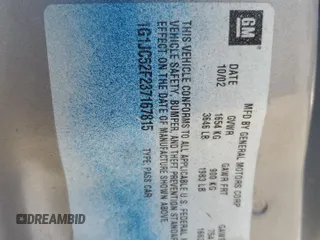 GM
MFD BY GENERAL MOTORS CORP
DATE GVWR GAWR FRT
10/02 1654 KG 900 KG
3646 LB 1983 LB
THIS VEHICLE CONFORMS TO ALL APPLICABLE U.S. FEDERAL
VEHICLE SAFETY, BUMPER, AND THEFT PREVENTION STANDARDS
EFFECT ON THE DATE OF MANUFACTURE SHOWN ABOVE.
1G1JC52F237167815 TYPE: PASS CAR
DREAMBID